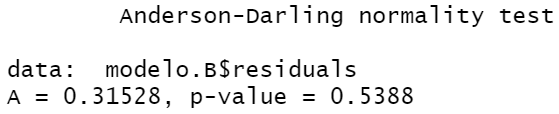 Anderson-Darling normality test
data: modelo.B$residuals
A = 0.31528, p-value = 0.5388